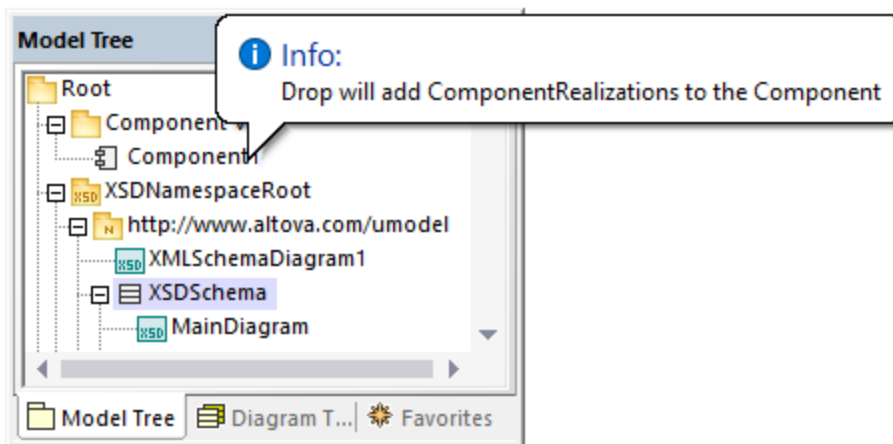 Model Tree
Info:
Drop will add ComponentRealizations to the Component
Root
Component
Component1
XSDNamespaceRoot
http://www.altova.com/umodel
XMLSchemaDiagram1
XSDSchema
MainDiagram
Model Tree Diagram T... Favorites